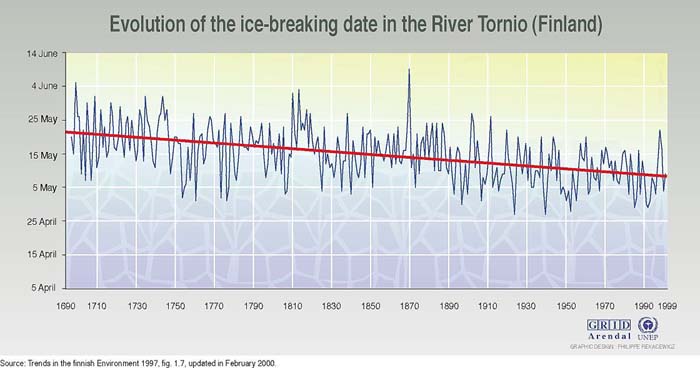 Evolution of the ice-breaking date in the River Tornio (Finland)
14 June
4 June
25 May
15 May
5 May
25 April
15 April
5 April
1690 1710 1730 1750 1770 1790 1810 1830 1850 1870 1890 1910 1930 1950 1970 1990 1999
GRID
Arendal
UNEP
GRAPHIC DESIGN : PHILIPPE REKACEWICZ
Source: Trends in the finnish Environment 1997, fig. 1.7, updated in February 2000.